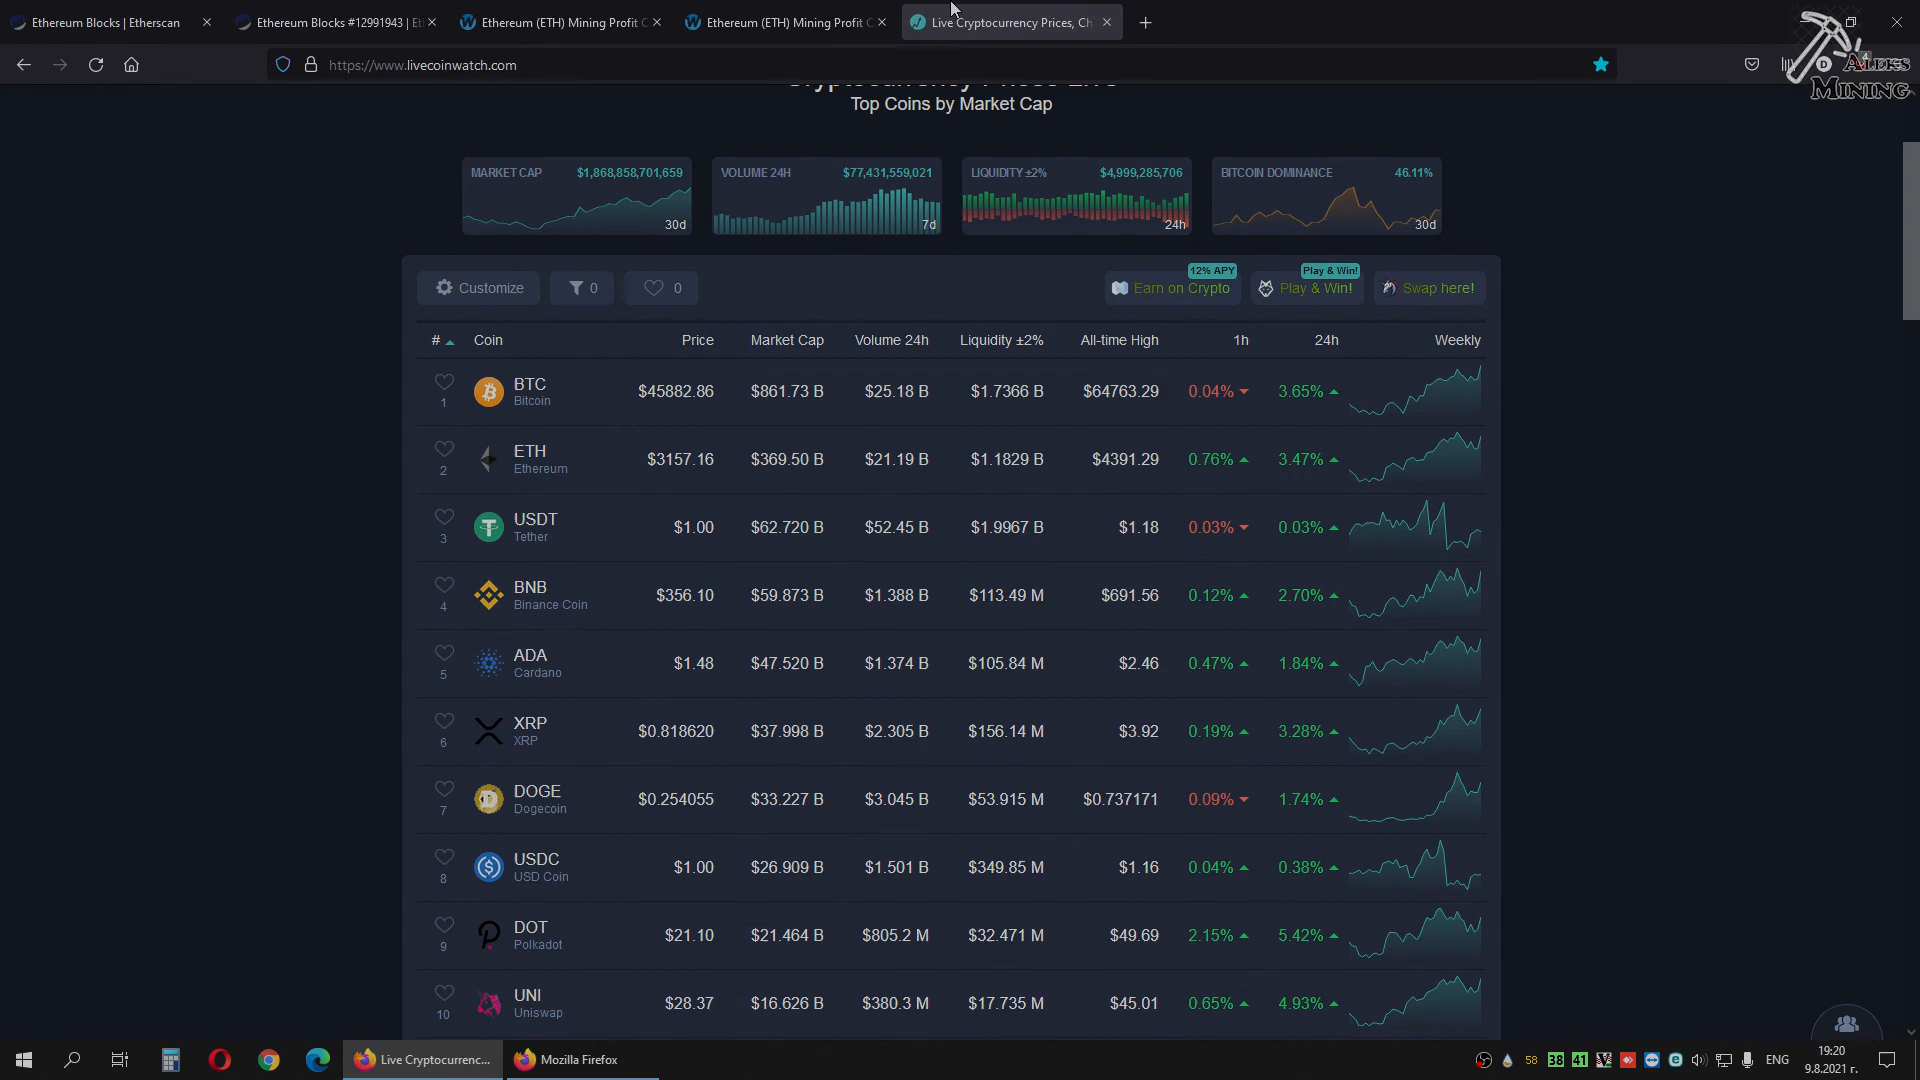 Ethereum Blocks | Etherscan
Ethereum Blocks #12991943 | Et
Ethereum (ETH) Mining Profit C
Ethereum (ETH) Mining Profit C
Live Cryptocurrency Prices, Ch
https://www.livecoinwatch.com
4
ALEKS
MINING
Cryptocurrency Prices Live
Top Coins by Market Cap
MARKET CAP $1,868,858,701,659
30d
VOLUME 24H $77,431,559,021
7d
LIQUIDITY ±2% $4,999,285,706
24h
BITCOIN DOMINANCE 46.11%
30d
Customize
0
0
12% APY
Earn on Crypto
Play & Win!
Play & Win!
Swap here!
# Coin Price Market Cap Volume 24h Liquidity ±2% All-time High 1h 24h Weekly
1 BTC Bitcoin $45882.86 $861.73 B $25.18 B $1.7366 B $64763.29 0.04% 3.65%
2 ETH Ethereum $3157.16 $369.50 B $21.19 B $1.1829 B $4391.29 0.76% 3.47%
3 USDT Tether $1.00 $62.720 B $52.45 B $1.9967 B $1.18 0.03% 0.03%
4 BNB Binance Coin $356.10 $59.873 B $1.388 B $113.49 M $691.56 0.12% 2.70%
5 ADA Cardano $1.48 $47.520 B $1.374 B $105.84 M $2.46 0.47% 1.84%
6 XRP XRP $0.818620 $37.998 B $2.305 B $156.14 M $3.92 0.19% 3.28%
7 DOGE Dogecoin $0.254055 $33.227 B $3.045 B $53.915 M $0.737171 0.09% 1.74%
8 USDC USD Coin $1.00 $26.909 B $1.501 B $349.85 M $1.16 0.04% 0.38%
9 DOT Polkadot $21.10 $21.464 B $805.2 M $32.471 M $49.69 2.15% 5.42%
10 UNI Uniswap $28.37 $16.626 B $380.3 M $17.735 M $45.01 0.65% 4.93%
Live Cryptocurrenc...
Mozilla Firefox
58 38 41
ENG
19:20
9.8.2021 г.